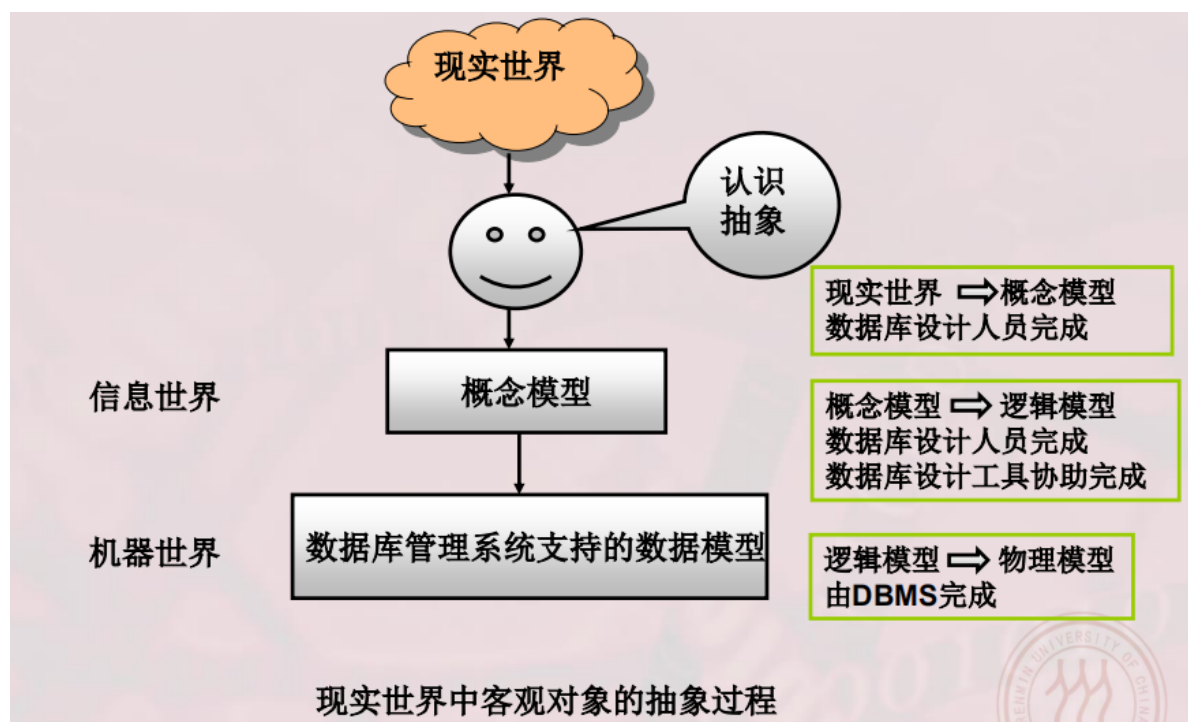 现实世界
认识
抽象
现实世界 ⇨概念模型
数据库设计人员完成
信息世界
概念模型
概念模型 ⇨ 逻辑模型
数据库设计人员完成
数据库设计工具协助完成
机器世界
数据库管理系统支持的数据模型
逻辑模型 ⇨ 物理模型
由DBMS完成
现实世界中客观对象的抽象过程
UNIVERSITY OF CHINA